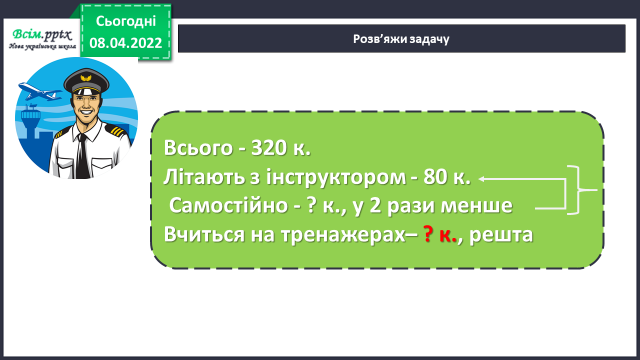 Всім.pptx
Нова українська школа
Сьогодні
08.04.2022
Розв’яжи задачу
Всього - 320 к.
Літають з інструктором - 80 к.
Самостійно - ? к., у 2 рази менше
Вчиться на тренажерах– ? к., решта